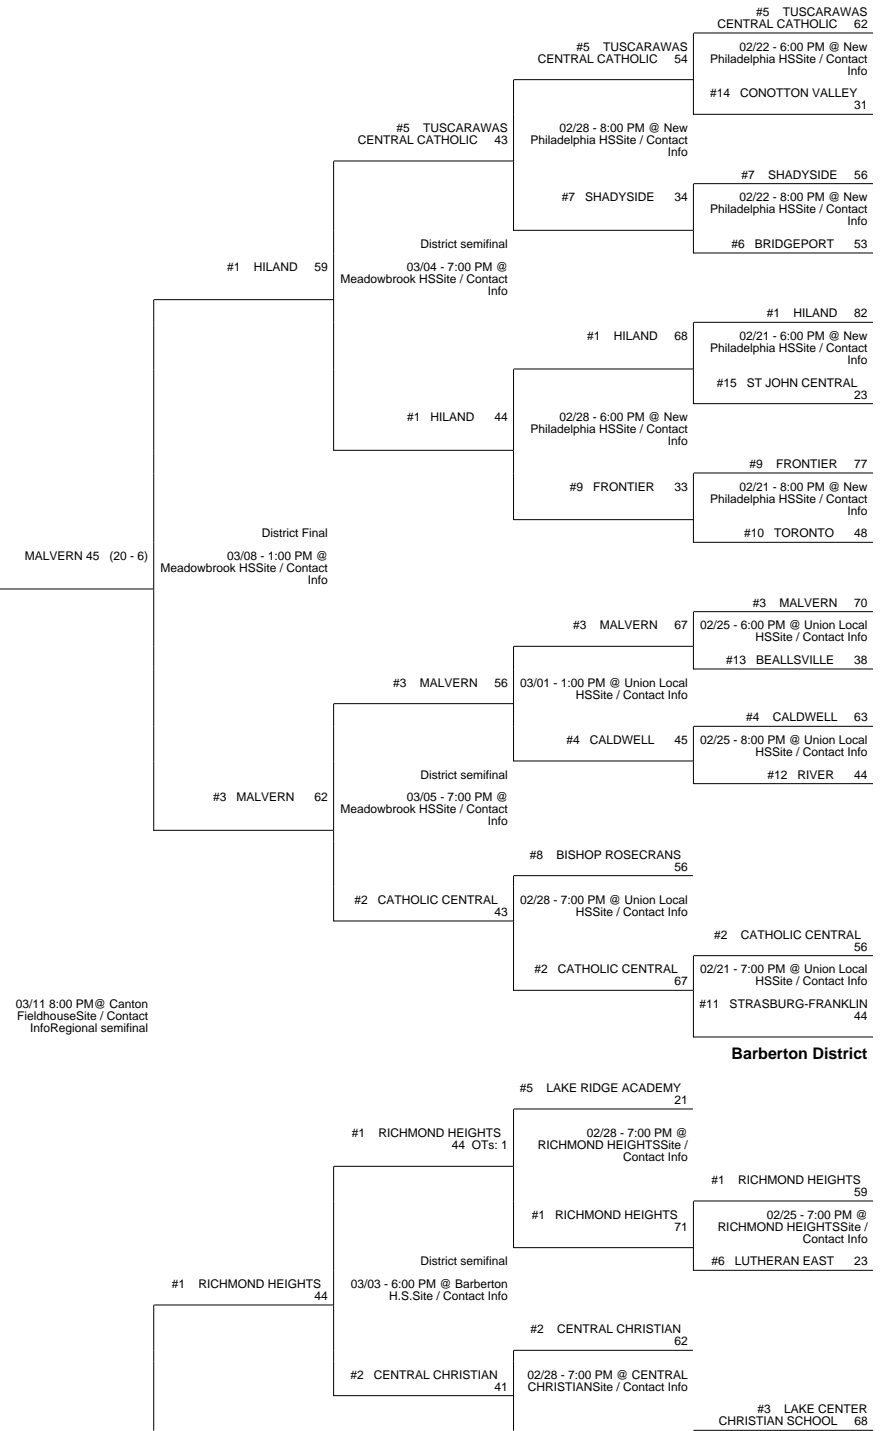 #5 TUSCARAWAS
CENTRAL CATHOLIC 62
#5 TUSCARAWAS
CENTRAL CATHOLIC 54
02/22 - 6:00 PM @ New
Philadelphia HSSite / Contact
Info
#14 CONOTTON VALLEY
31
#5 TUSCARAWAS
CENTRAL CATHOLIC 43
02/28 - 8:00 PM @ New
Philadelphia HSSite / Contact
Info
#7 SHADYSIDE 56
#7 SHADYSIDE 34
02/22 - 8:00 PM @ New
Philadelphia HSSite / Contact
Info
#6 BRIDGEPORT 53
#1 HILAND 59
District semifinal
03/04 - 7:00 PM @
Meadowbrook HSSite / Contact
Info
#1 HILAND 82
#1 HILAND 68
02/21 - 6:00 PM @ New
Philadelphia HSSite / Contact
Info
#15 ST JOHN CENTRAL
23
#1 HILAND 44
02/28 - 6:00 PM @ New
Philadelphia HSSite / Contact
Info
#9 FRONTIER 77
#9 FRONTIER 33
02/21 - 8:00 PM @ New
Philadelphia HSSite / Contact
Info
#10 TORONTO 48
MALVERN 45 (20 - 6)
District Final
03/08 - 1:00 PM @
Meadowbrook HSSite / Contact
Info
#3 MALVERN 70
#3 MALVERN 67
02/25 - 6:00 PM @ Union Local
HSSite / Contact Info
#13 BEALLSVILLE 38
#3 MALVERN 56
03/01 - 1:00 PM @ Union Local
HSSite / Contact Info
#4 CALDWELL 63
#4 CALDWELL 45
02/25 - 8:00 PM @ Union Local
HSSite / Contact Info
#12 RIVER 44
#3 MALVERN 62
District semifinal
03/05 - 7:00 PM @
Meadowbrook HSSite / Contact
Info
#8 BISHOP ROSECRANS
56
#2 CATHOLIC CENTRAL
43
02/28 - 7:00 PM @ Union Local
HSSite / Contact Info
#2 CATHOLIC CENTRAL
56
#2 CATHOLIC CENTRAL
67
02/21 - 7:00 PM @ Union Local
HSSite / Contact Info
#11 STRASBURG-FRANKLIN
44
03/11 8:00 PM@ Canton
FieldhouseSite / Contact
InfoRegional semifinal
Barberton District
#5 LAKE RIDGE ACADEMY
21
#1 RICHMOND HEIGHTS
44 OTs: 1
02/28 - 7:00 PM @
RICHMOND HEIGHTSSite /
Contact Info
#1 RICHMOND HEIGHTS
59
#1 RICHMOND HEIGHTS
71
02/25 - 7:00 PM @
RICHMOND HEIGHTSSite /
Contact Info
#6 LUTHERAN EAST 23
#1 RICHMOND HEIGHTS
44
District semifinal
03/03 - 6:00 PM @ Barberton
H.S.Site / Contact Info
#2 CENTRAL CHRISTIAN
62
#2 CENTRAL CHRISTIAN
41
02/28 - 7:00 PM @ CENTRAL
CHRISTIANSite / Contact Info
#3 LAKE CENTER
CHRISTIAN SCHOOL 68